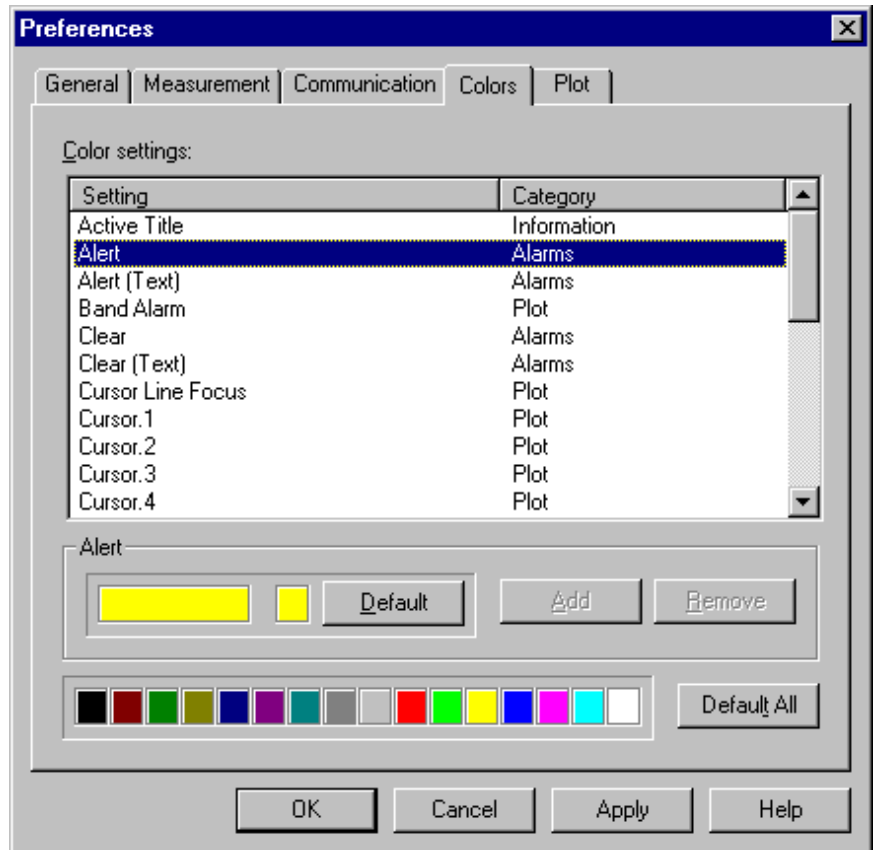 Preferences
General Measurement Communication Colors Plot
Color settings:
Setting Category
Active Title Information
Alert Alarms
Alert (Text) Alarms
Band Alarm Plot
Clear Alarms
Clear (Text) Alarms
Cursor Line Focus Plot
Cursor.1 Plot
Cursor.2 Plot
Cursor.3 Plot
Cursor.4 Plot
Alert
Default Add Remove
Default All
OK Cancel Apply Help